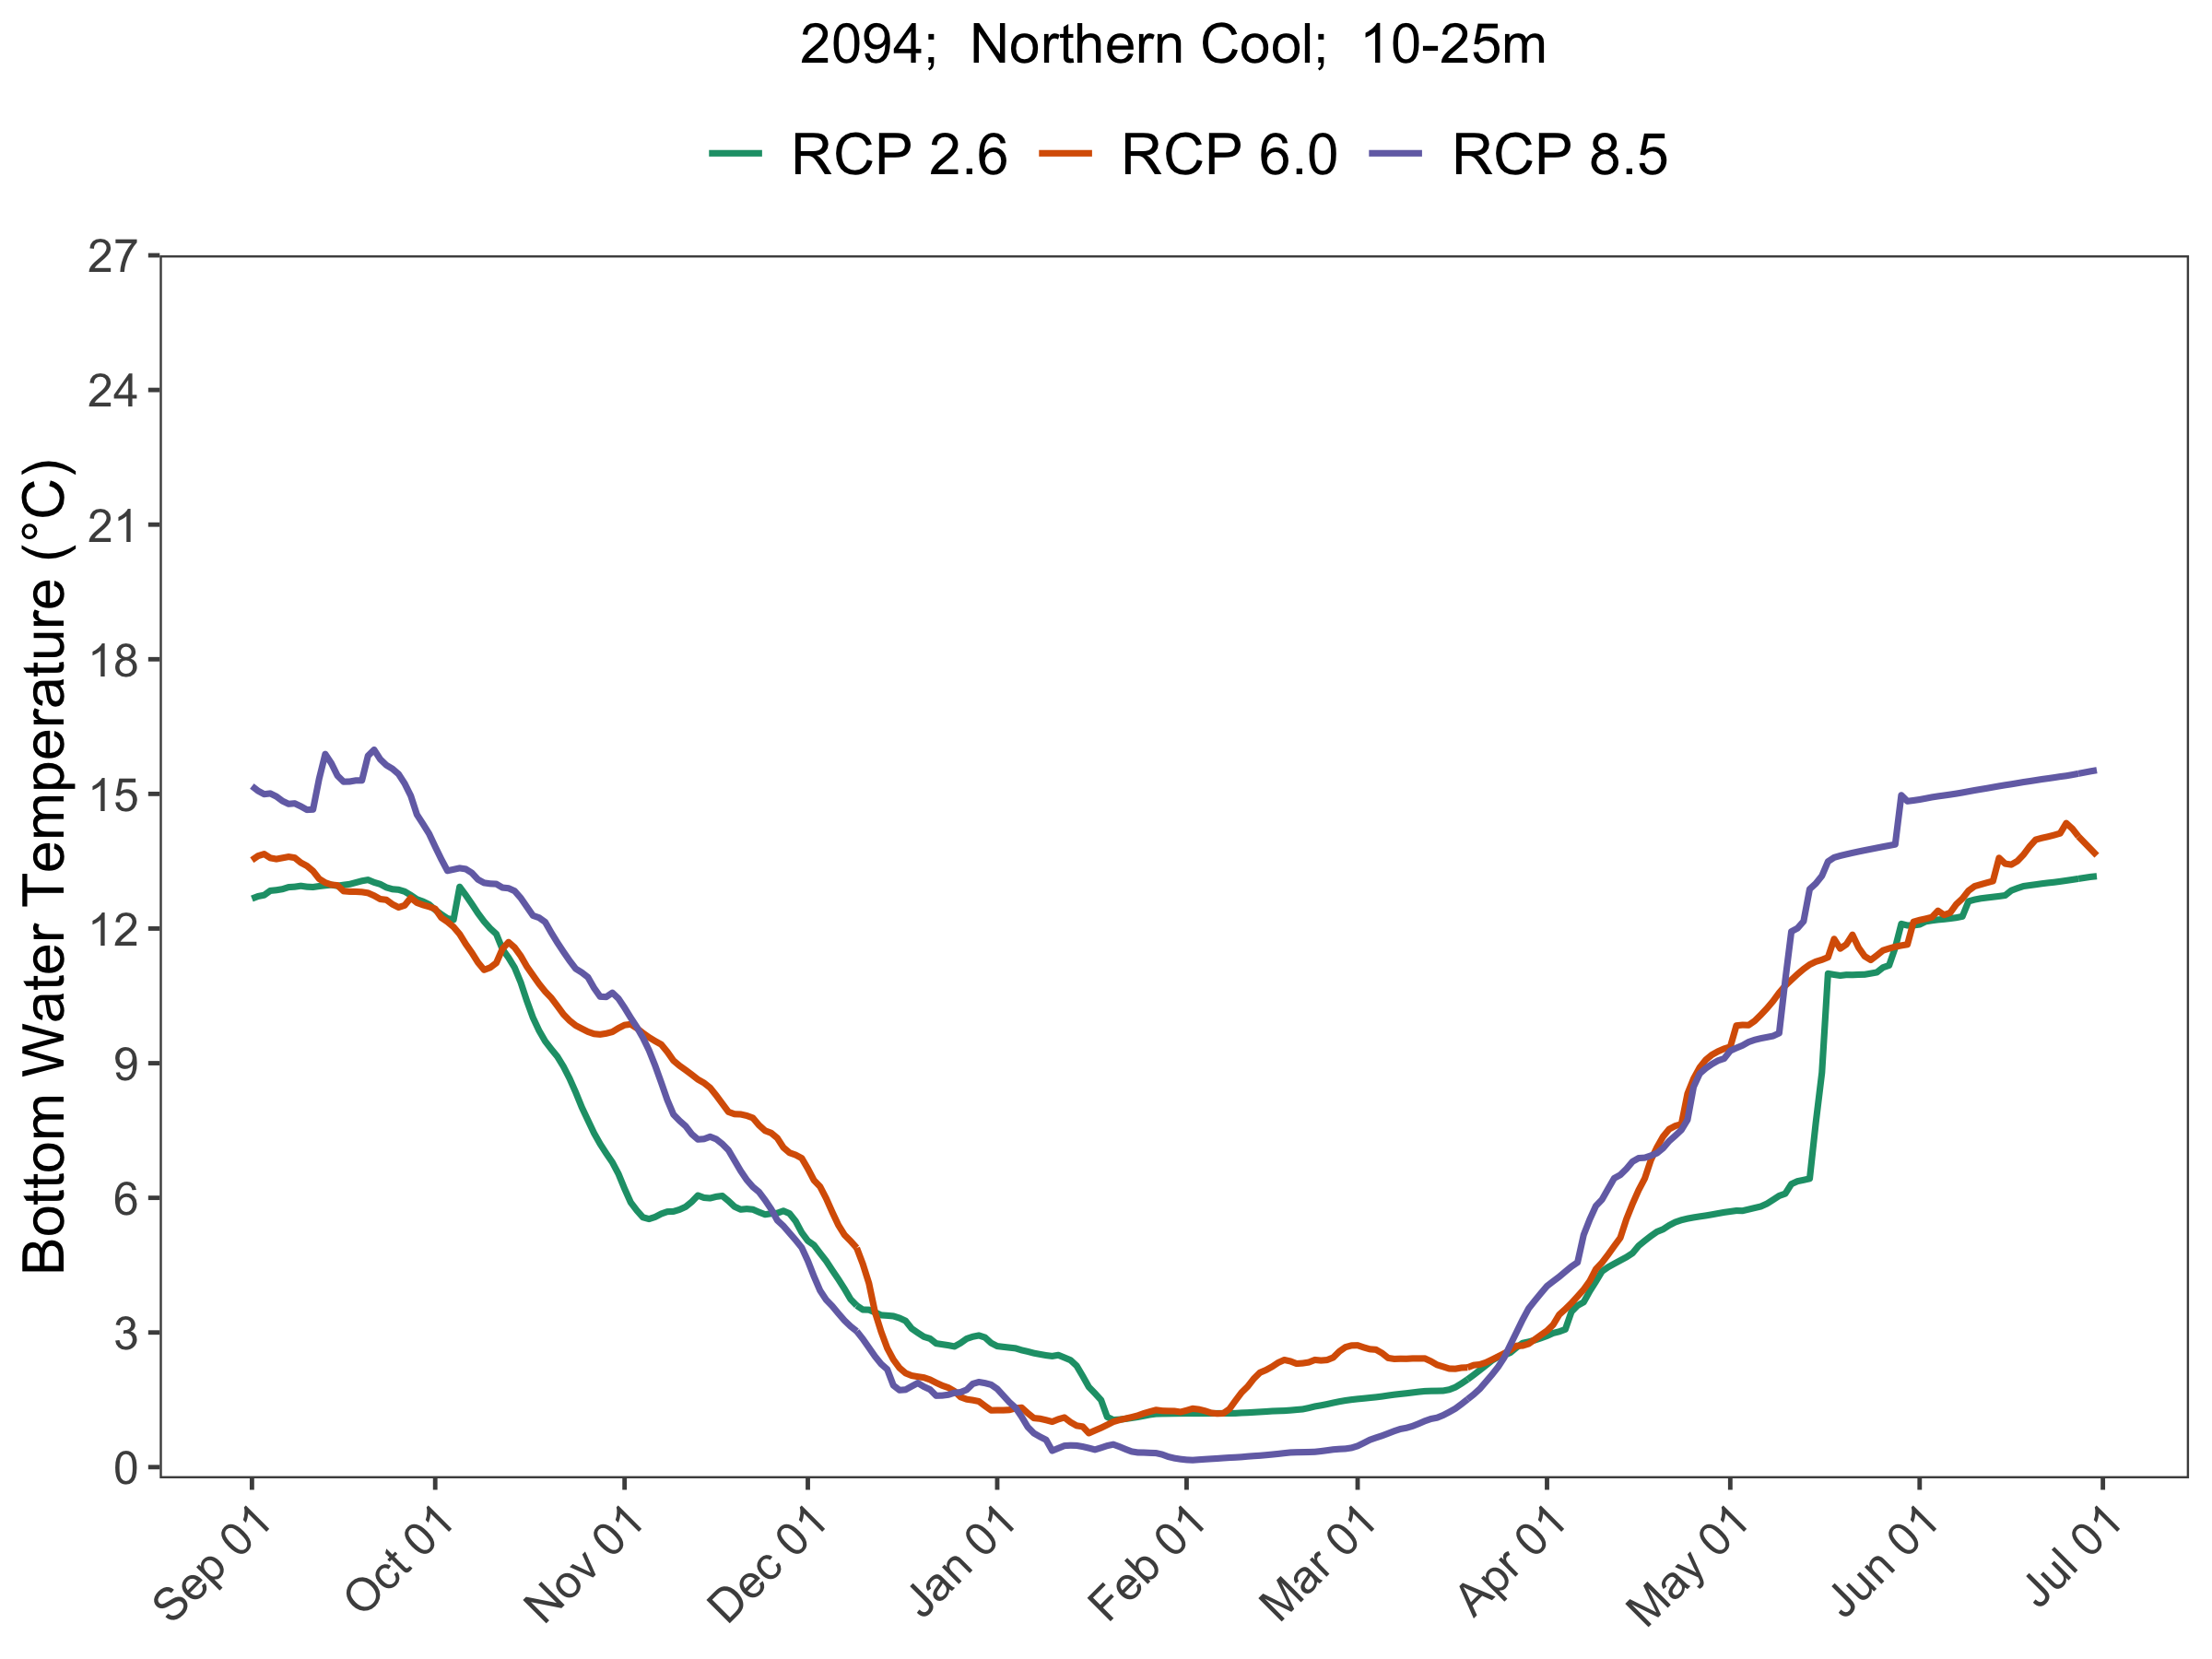 2094;  Northern Cool;  10-25m
RCP 2.6  RCP 6.0  RCP 8.5
Bottom Water Temperature (°C)
27
24
21
18
15
12
9
6
3
0
Sep 01  Oct 01  Nov 01  Dec 01  Jan 01  Feb 01  Mar 01  Apr 01  May 01  Jun 01  Jul 01